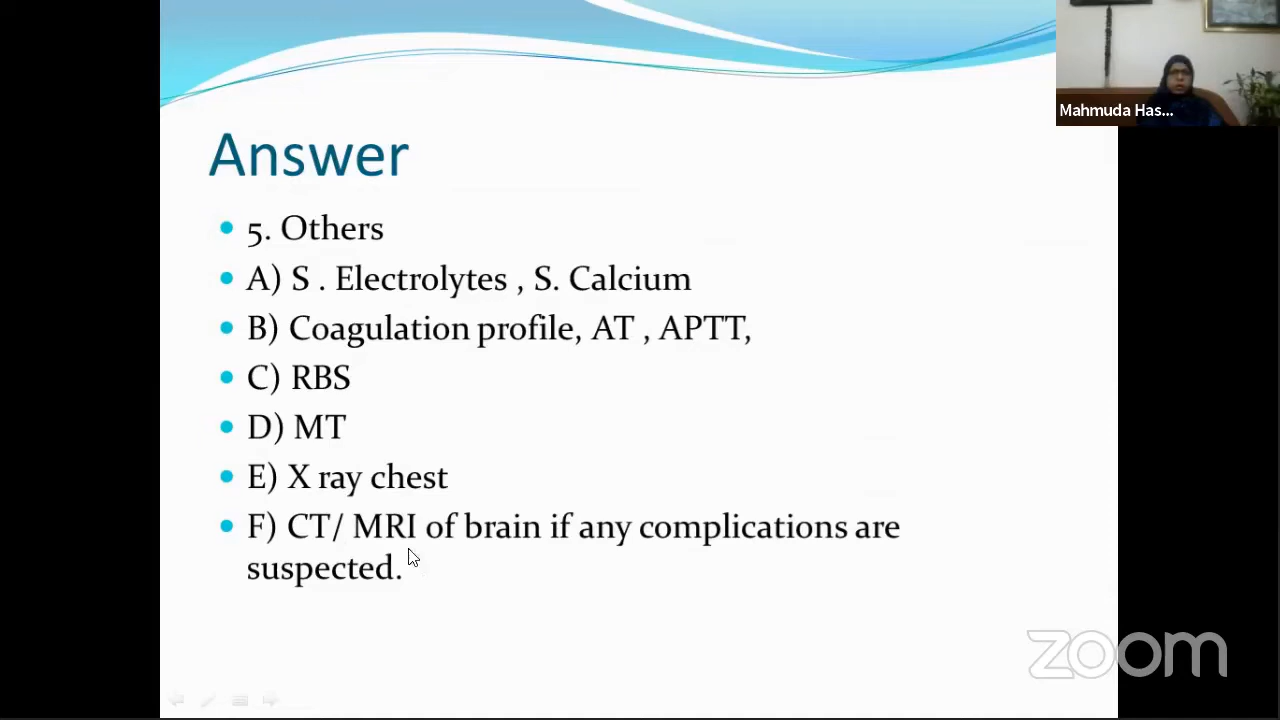 Mahmuda Has...
Answer
5. Others
A) S . Electrolytes , S. Calcium
B) Coagulation profile, AT , APTT,
C) RBS
D) MT
E) X ray chest
F) CT/ MRI of brain if any complications are
suspected.
zoom